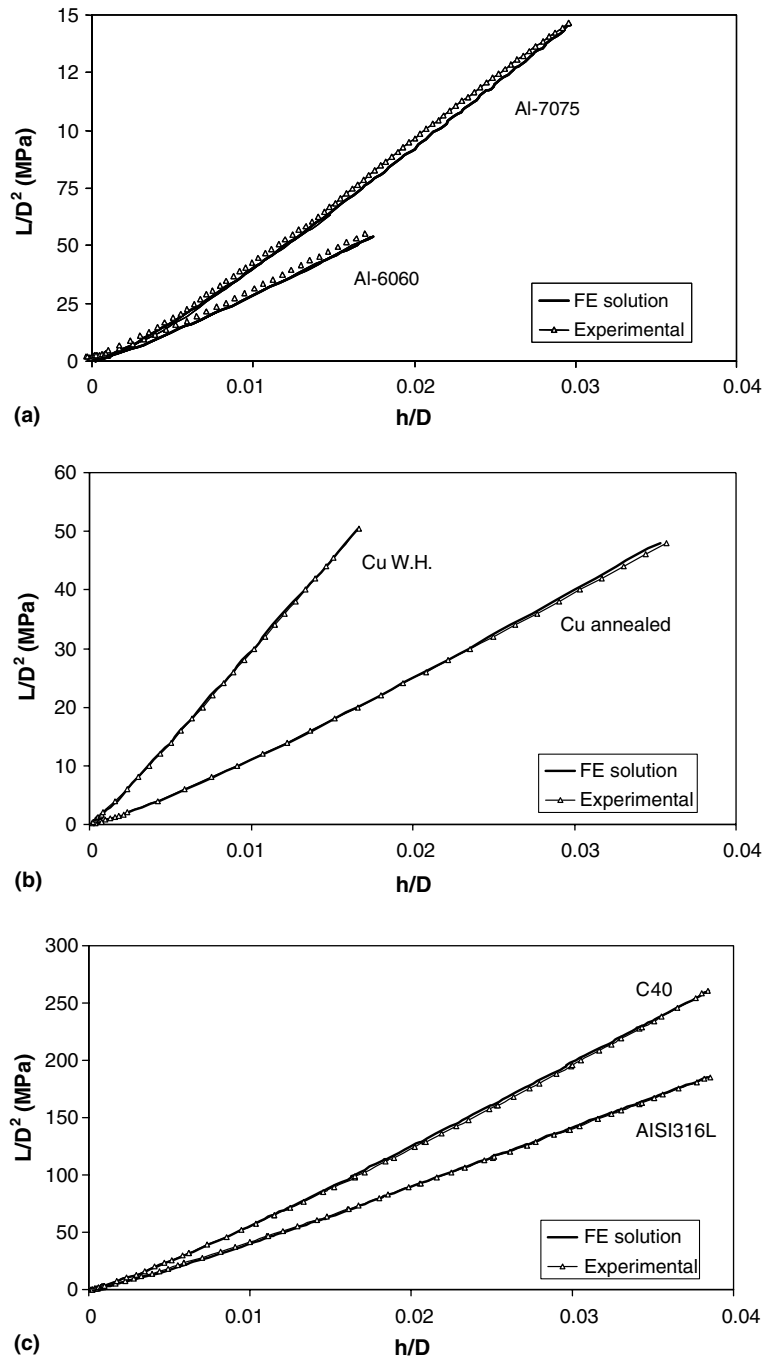 15
12
10
75
50
25
0
L/D² (MPa)
Al-7075
Al-6060
FE solution
Experimental
0 0.01 0.02 0.03 0.04
h/D
(a)
60
50
40
30
20
10
0
L/D² (MPa)
Cu W.H.
Cu annealed
FE solution
Experimental
0 0.01 0.02 0.03 0.04
h/D
(b)
300
250
200
150
100
50
0
L/D² (MPa)
C40
AISI316L
FE solution
Experimental
0 0.01 0.02 0.03 0.04
h/D
(c)